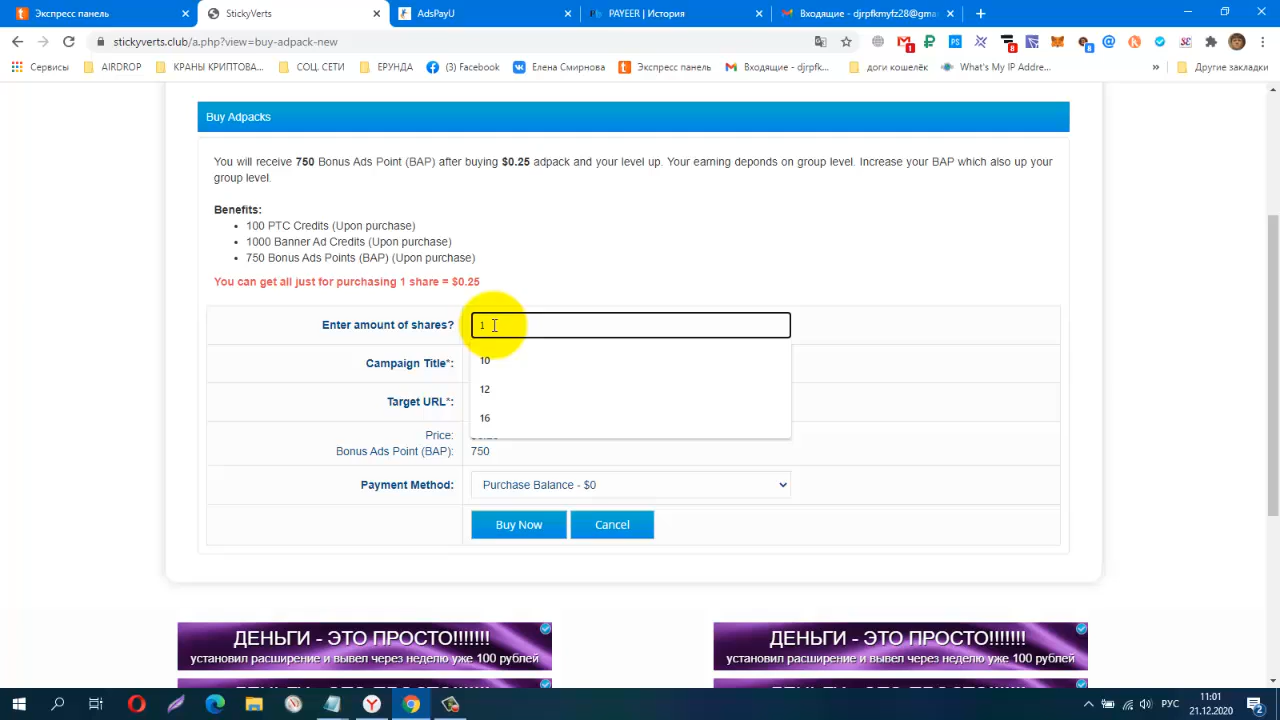 Экспресс панель
StickyVerts
AdsPayU
PAYEER | История
Входящие - djrpfkmyfz28@gmai
stickyverts.club/a.php?view=buy-adpack-new
Сервисы
AIRDROP
КРАНЫ КРИПТОВА...
СОЦ. СЕТИ
ЕРУНДА
(3) Facebook
Елена Смирнова
Экспресс панель
Входящие - djrpfk...
доги кошелёк
What's My IP Addre...
Другие закладки
Buy Adpacks
You will receive 750 Bonus Ads Point (BAP) after buying $0.25 adpack and your level up. Your earning depends on group level. Increase your BAP which also up your
group level.
Benefits:
100 PTC Credits (Upon purchase)
1000 Banner Ad Credits (Upon purchase)
750 Bonus Ads Points (BAP) (Upon purchase)
You can get all just for purchasing 1 share = $0.25
Enter amount of shares? 1
10
12
16
Campaign Title*:
Target URL*:
Price:
Bonus Ads Point (BAP): 750
Payment Method: Purchase Balance - $0
Buy Now Cancel
ДЕНЬГИ - ЭТО ПРОСТО!!!!!!!
установил расширение и вывел через неделю уже 100 рублей
ДЕНЬГИ - ЭТО ПРОСТО!!!!!!!
установил расширение и вывел через неделю уже 100 рублей
РУС
11:01
21.12.2020